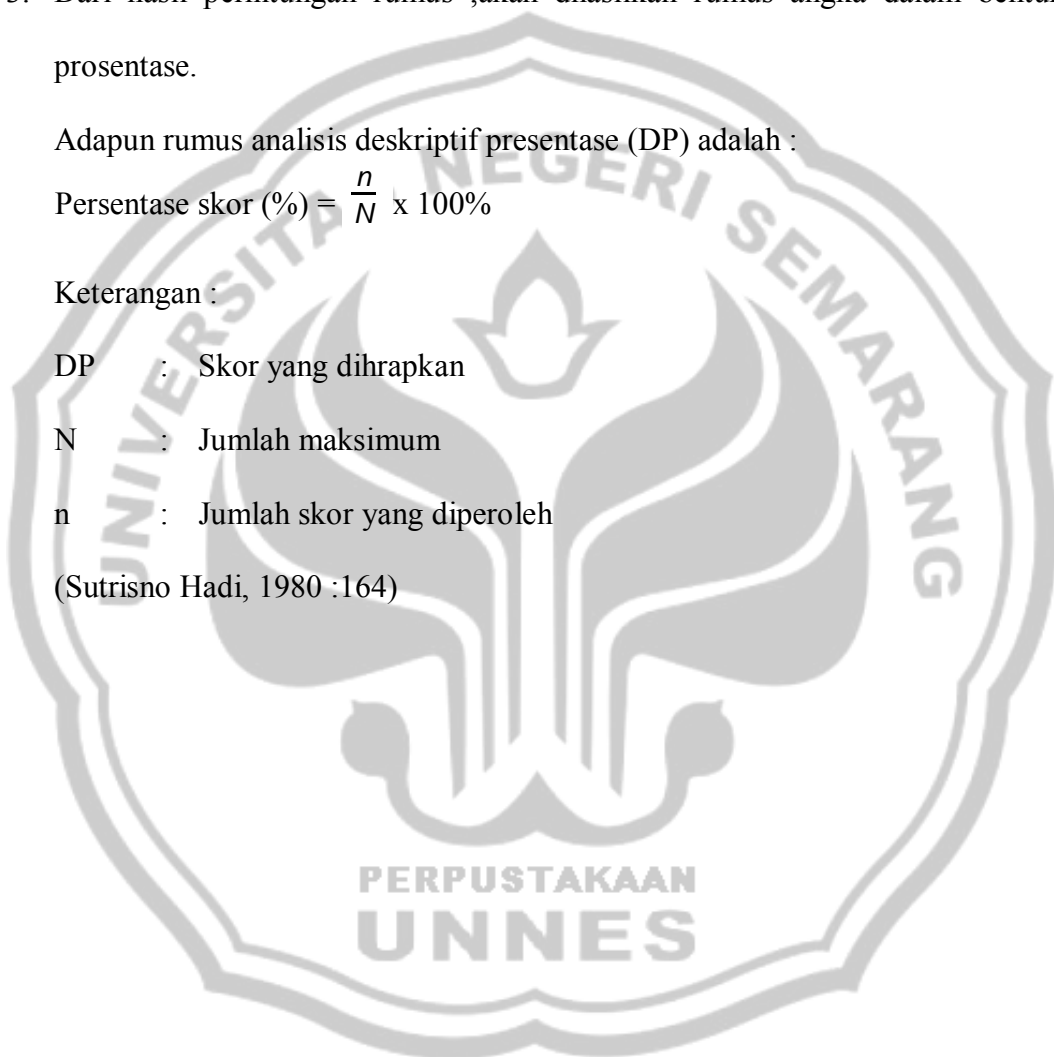 3. Dari hasil perhitungan rumus ,akan dihasilkan rumus angka dalam bentuk
prosentase.
Adapun rumus analisis deskriptif presentase (DP) adalah :
Persentase skor (%) = n/N x 100%
Keterangan :
DP : Skor yang dihrapkan
N : Jumlah maksimum
n : Jumlah skor yang diperoleh
(Sutrisno Hadi, 1980 :164)
UNIVERSITA NEGERI SEMARANG
PERPUSTAKAAN
UNNES